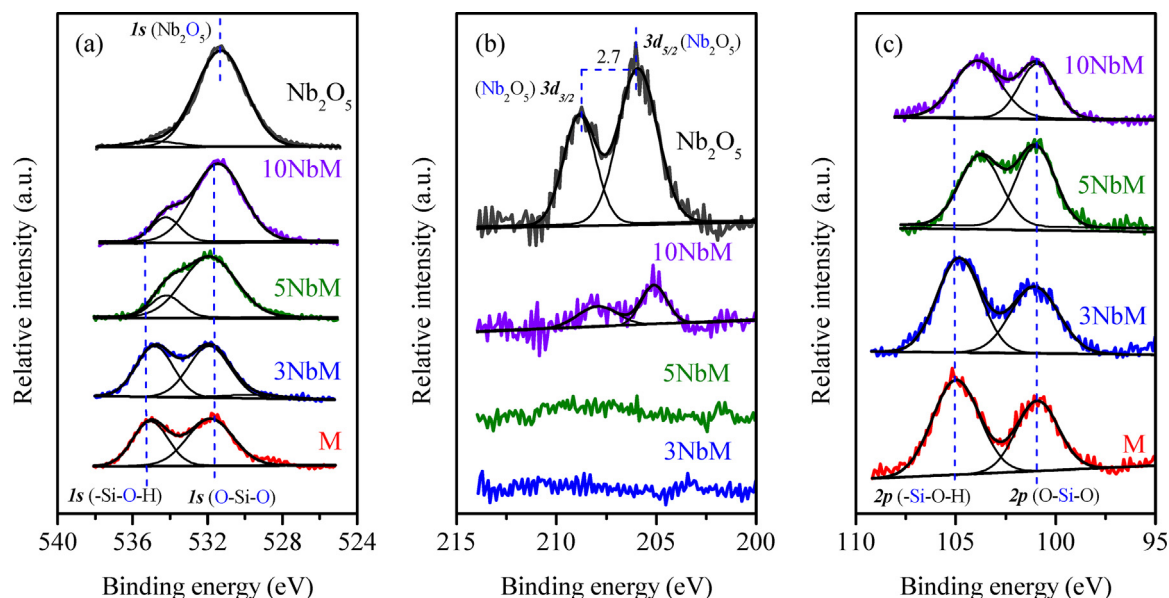 (a)
1s (Nb₂O₅)
Nb₂O₅
10NbM
5NbM
3NbM
M
1s (-Si-O-H) 1s (O-Si-O)
540 536 532 528 524
Binding energy (eV)
Relative intensity (a.u.)
(b)
3d₅/₂ (Nb₂O₅)
2.7
(Nb₂O₅) 3d₃/₂
Nb₂O₅
10NbM
5NbM
3NbM
215 210 205 200
Binding energy (eV)
Relative intensity (a.u.)
(c)
10NbM
5NbM
3NbM
M
2p (-Si-O-H) 2p (O-Si-O)
110 105 100 95
Binding energy (eV)
Relative intensity (a.u.)